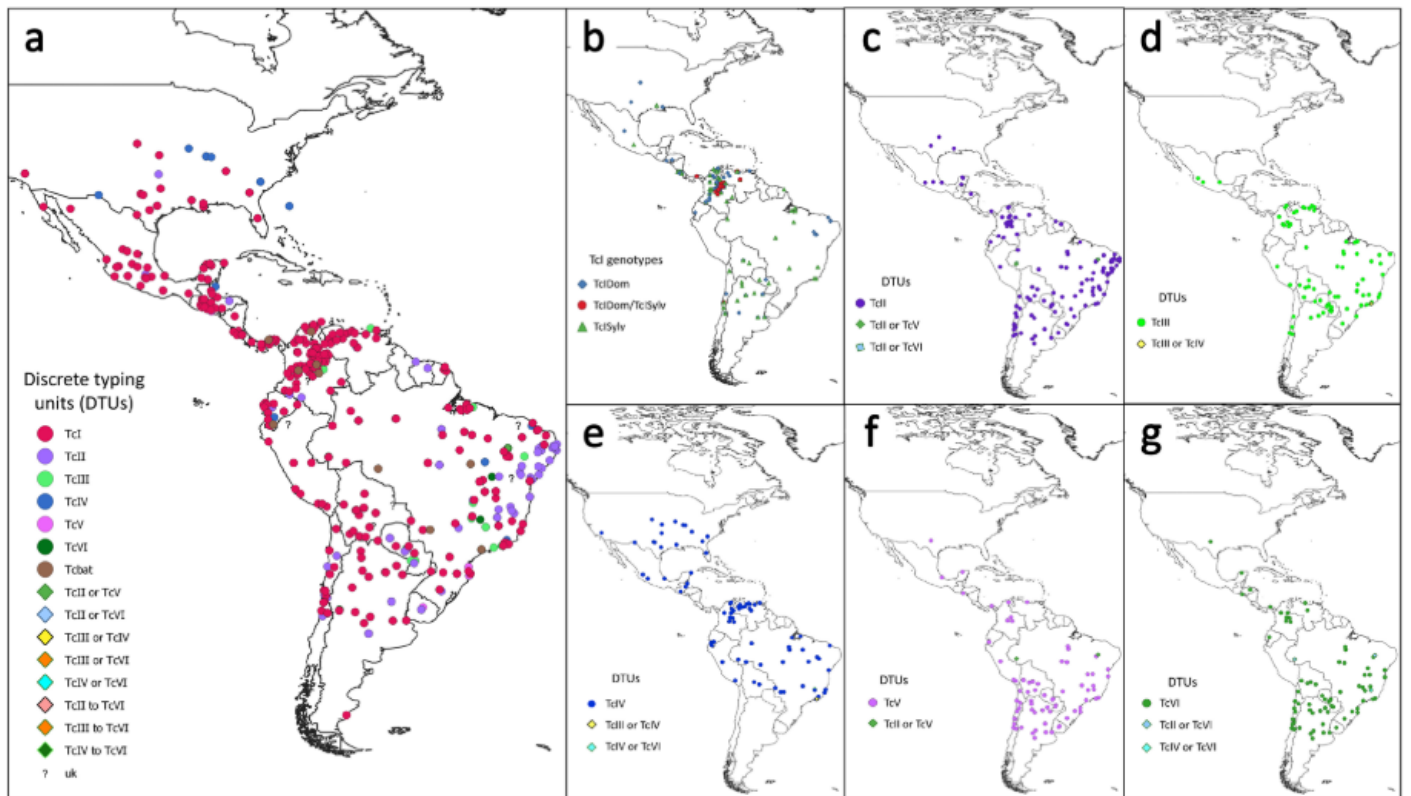 a
Discrete typing
units (DTUs)
TcI
TcII
TcIII
TcIV
TcV
TcVI
Tcbat
TcII or TcV
TcII or TcVI
TcIII or TcIV
TcIII or TcVI
TcIV or TcVI
TcII to TcVI
TcIII to TcVI
TcIV to TcVI
? uk
?
?
?
b
TcI genotypes
TcIDom
TcIDom/TcISylv
TcISylv
c
DTUs
TcII
TcII or TcV
TcII or TcVI
d
DTUs
TcIII
TcIII or TcIV
e
DTUs
TcIV
TcIII or TcIV
TcIV or TcVI
f
DTUs
TcV
TcII or TcV
g
DTUs
TcVI
TcII or TcVI
TcIV or TcVI